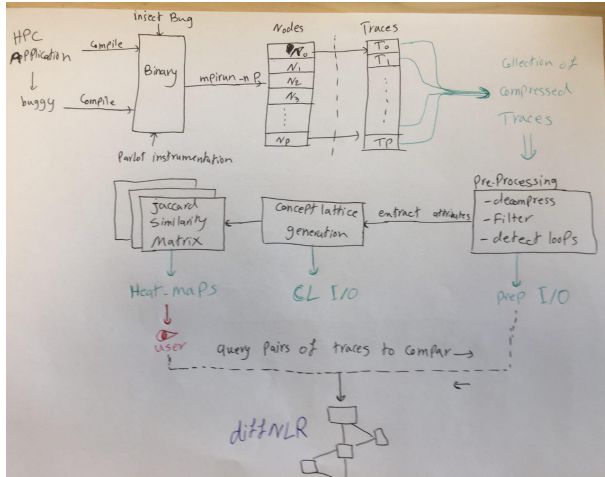 insect Bug
HPC
Application
Compile
Binary
mpirun_n P
buggy
Compile
Parlot instrumentation
Nodes
N₀
N₁
N₂
N₃
Np
Traces
T₀
T₁
Tp
Collection of
compressed
Traces
Pre-Processing
- decompress
- Filter
- detect loops
extract attributes
Concept lattice
generation
Jaccard
Similarity
Matrix
Heat-maps
CL I/O
prep I/O
user
query pairs of traces to compar
diffNLR